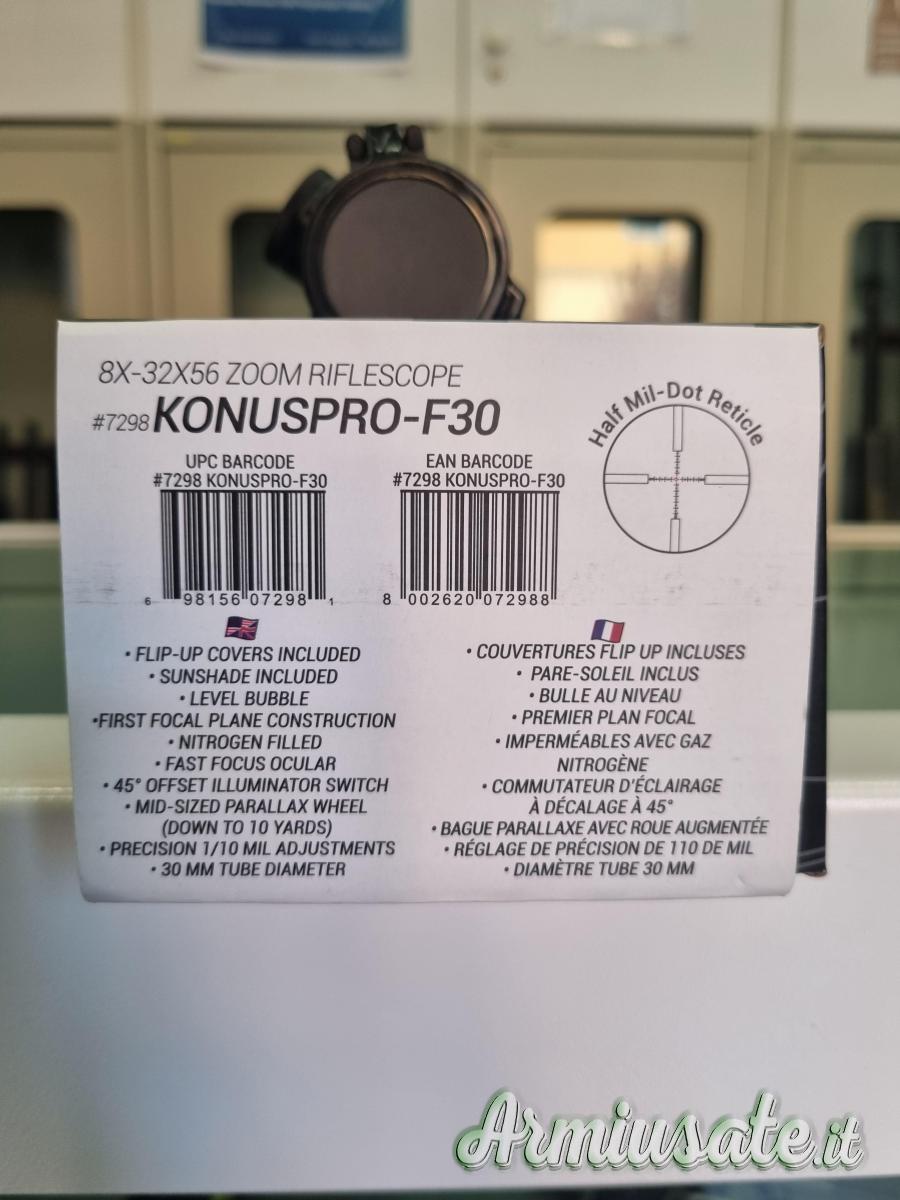 8X-32X56 ZOOM RIFLESCOPE
#7298 KONUSPRO-F30
Half Mil-Dot Reticle
UPC BARCODE
#7298 KONUSPRO-F30
6 98156 07298 1
EAN BARCODE
#7298 KONUSPRO-F30
8 002620 072988
• FLIP-UP COVERS INCLUDED
• SUNSHADE INCLUDED
• LEVEL BUBBLE
•FIRST FOCAL PLANE CONSTRUCTION
• NITROGEN FILLED
• FAST FOCUS OCULAR
• 45° OFFSET ILLUMINATOR SWITCH
• MID-SIZED PARALLAX WHEEL
(DOWN TO 10 YARDS)
• PRECISION 1/10 MIL ADJUSTMENTS
• 30 MM TUBE DIAMETER
• COUVERTURES FLIP UP INCLUSES
• PARE-SOLEIL INCLUS
• BULLE AU NIVEAU
• PREMIER PLAN FOCAL
• IMPERMÉABLES AVEC GAZ
NITROGÈNE
• COMMUTATEUR D'ÉCLAIRAGE
À DÉCALAGE À 45°
• BAGUE PARALLAXE AVEC ROUE AUGMENTÉE
• RÉGLAGE DE PRÉCISION DE 110 DE MIL
• DIAMÈTRE TUBE 30 MM
Armiusate.it